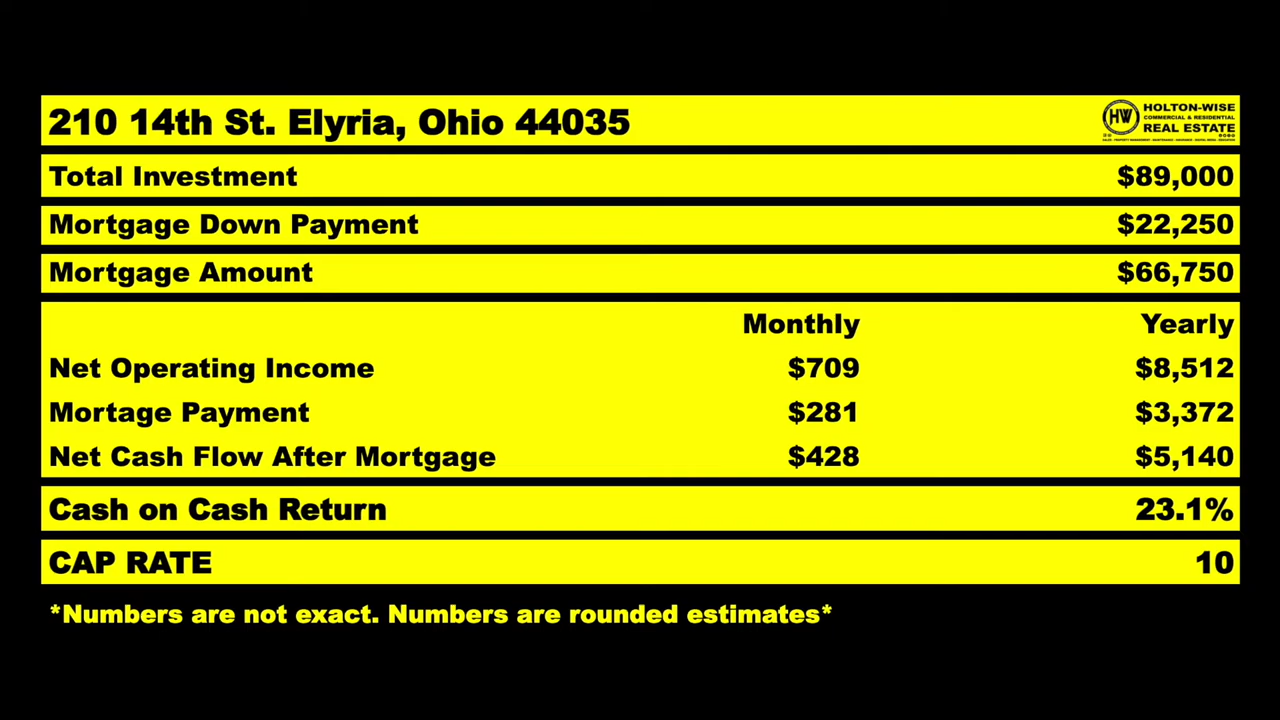 210 14th St. Elyria, Ohio 44035
HW HOLTON-WISE
COMMERCIAL & RESIDENTIAL
REAL ESTATE
Total Investment $89,000
Mortgage Down Payment $22,250
Mortgage Amount $66,750
Monthly Yearly
Net Operating Income $709 $8,512
Mortage Payment $281 $3,372
Net Cash Flow After Mortgage $428 $5,140
Cash on Cash Return 23.1%
CAP RATE 10
*Numbers are not exact. Numbers are rounded estimates*